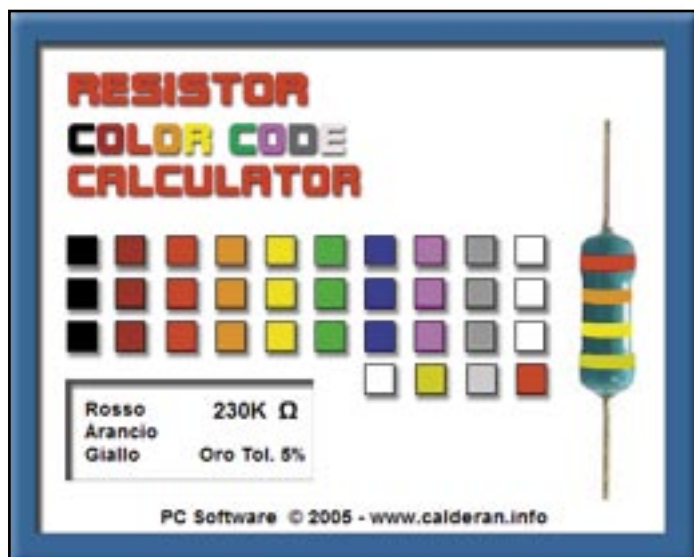 RESISTOR
COLOR CODE
CALCULATOR
Rosso 230K Ω
Arancio
Giallo Oro Tol. 5%
PC Software © 2005 - www.calderan.info